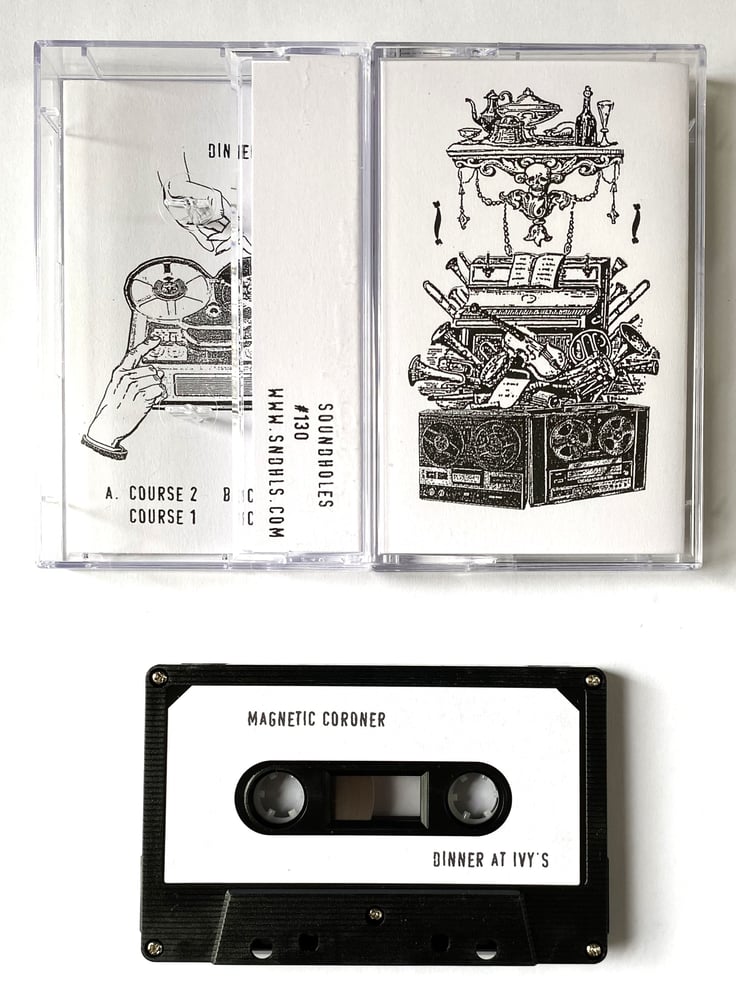 SOUNDHOLES
#130
WWW.SNDHLS.COM
A. COURSE 2
COURSE 1
MAGNETIC CORONER
DINNER AT IVY'S